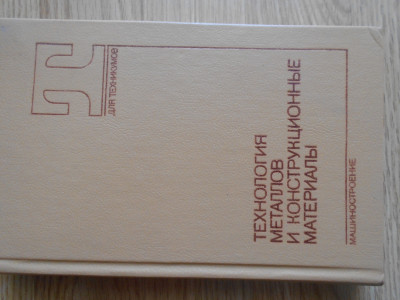 ДЛЯ ТЕХНИКУМОВ
ТЕХНОЛОГИЯ
МЕТАЛЛОВ
И КОНСТРУКЦИОННЫЕ
МАТЕРИАЛЫ
МАШИНОСТРОЕНИЕ